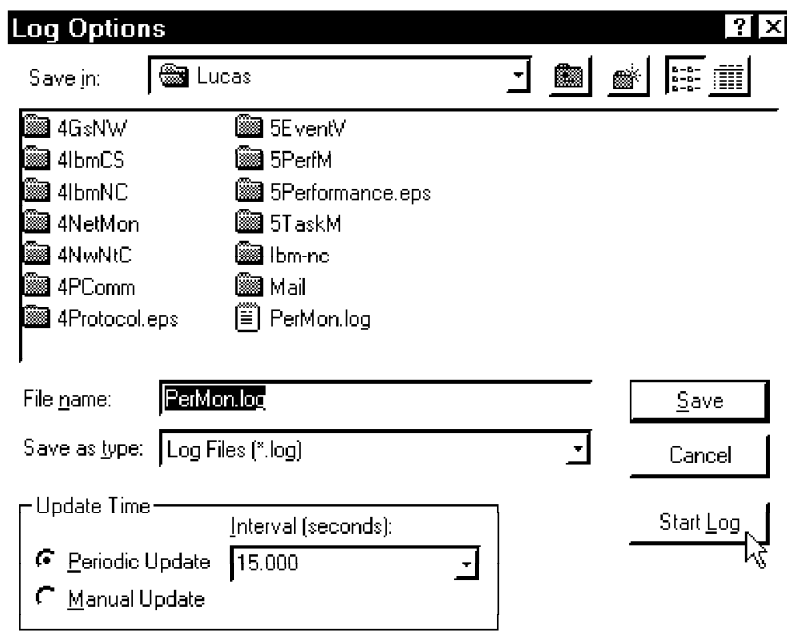 Log Options
Save in: Lucas
4GsNW
4IbmCS
4IbmNC
4NetMon
4NwNtC
4PComm
4Protocol.eps
5EventV
5PerfM
5Performance.eps
5TaskM
Ibm-nc
Mail
PerMon.log
File name: PerMon.log
Save
Save as type: Log Files (*.log)
Cancel
Update Time
Interval (seconds):
Start Log
Periodic Update 15.000
Manual Update